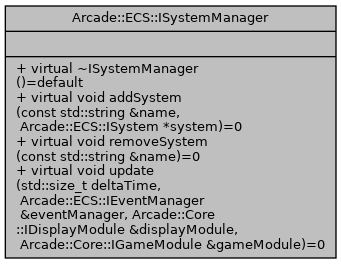 Arcade::ECS::ISystemManager
+ virtual ~ISystemManager
()=default
+ virtual void addSystem
(const std::string &name,
 Arcade::ECS::ISystem *system)=0
+ virtual void removeSystem
(const std::string &name)=0
+ virtual void update
(std::size_t deltaTime,
 Arcade::ECS::IEventManager
 &eventManager, Arcade::Core
::IDisplayModule &displayModule,
 Arcade::Core::IGameModule &gameModule)=0